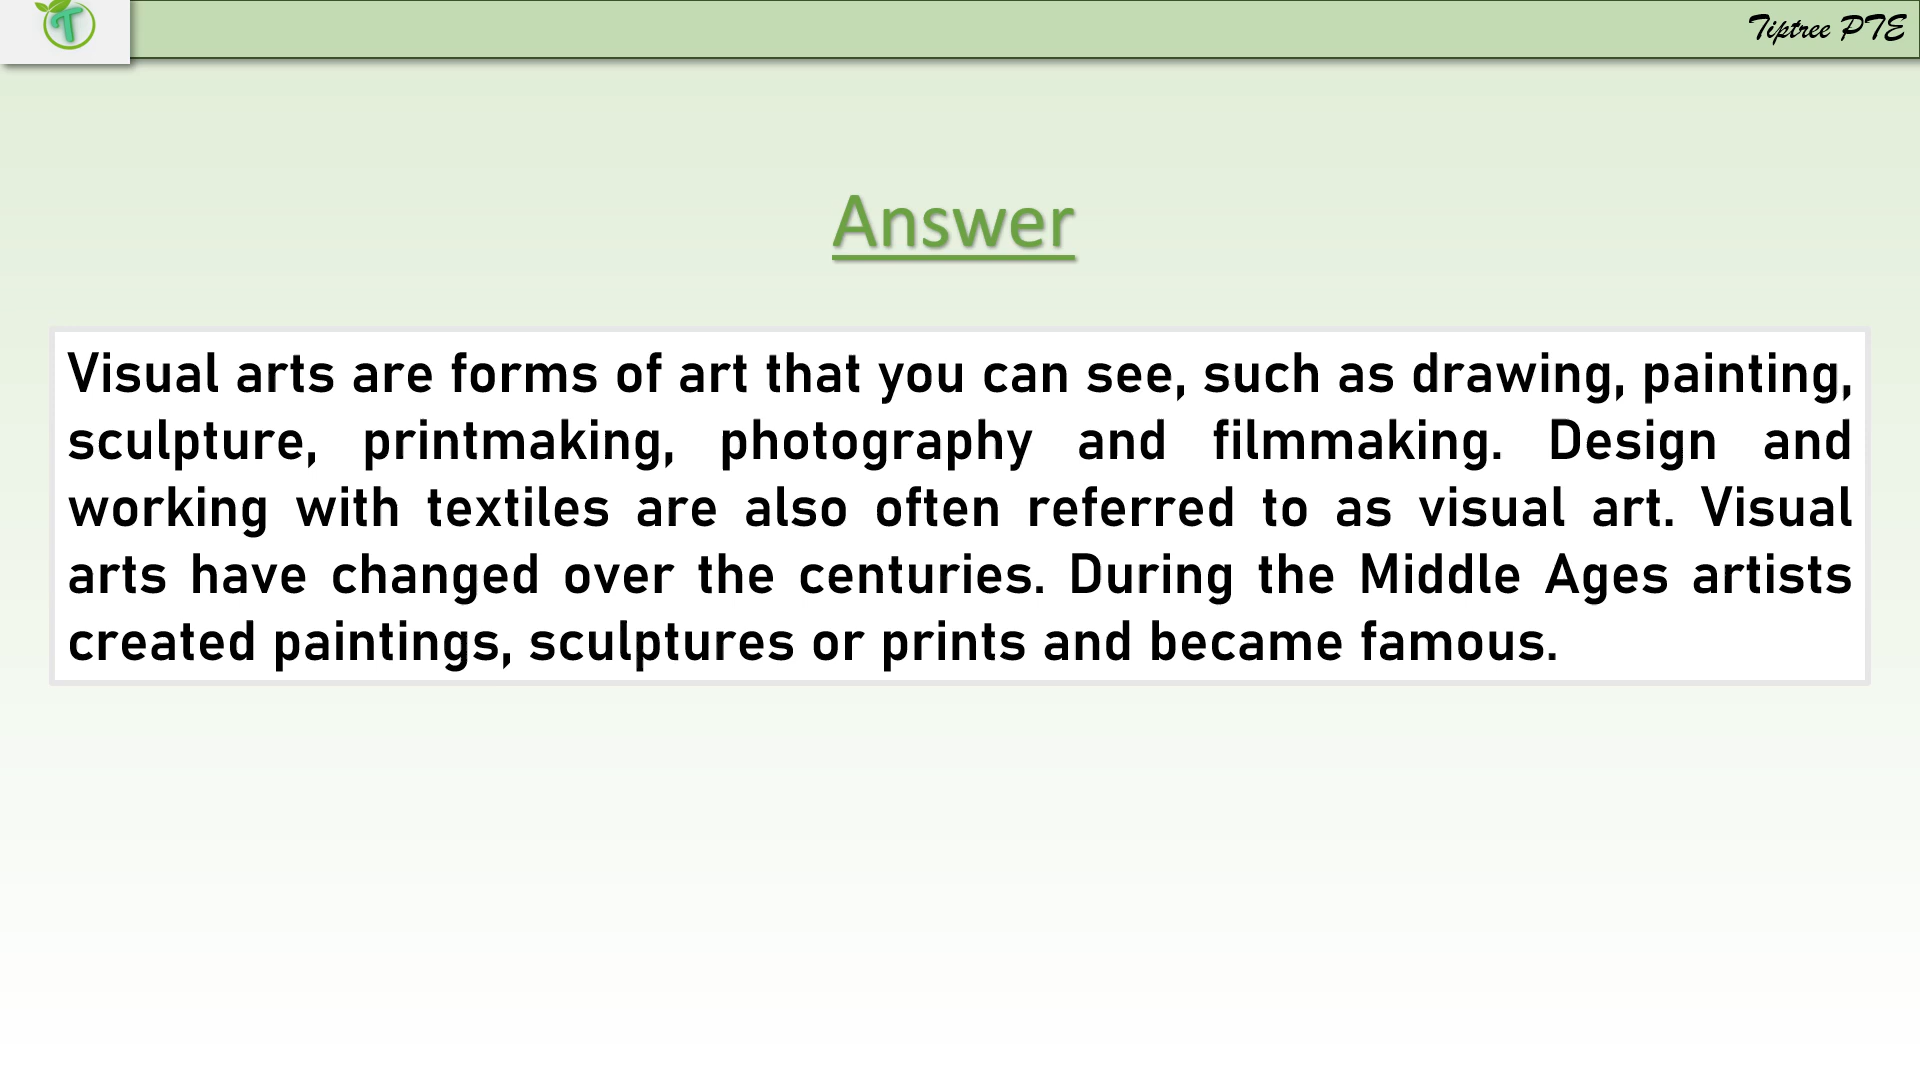 T
Tiptree PTE
Answer
Visual arts are forms of art that you can see, such as drawing, painting,
sculpture, printmaking, photography and filmmaking. Design and
working with textiles are also often referred to as visual art. Visual
arts have changed over the centuries. During the Middle Ages artists
created paintings, sculptures or prints and became famous.